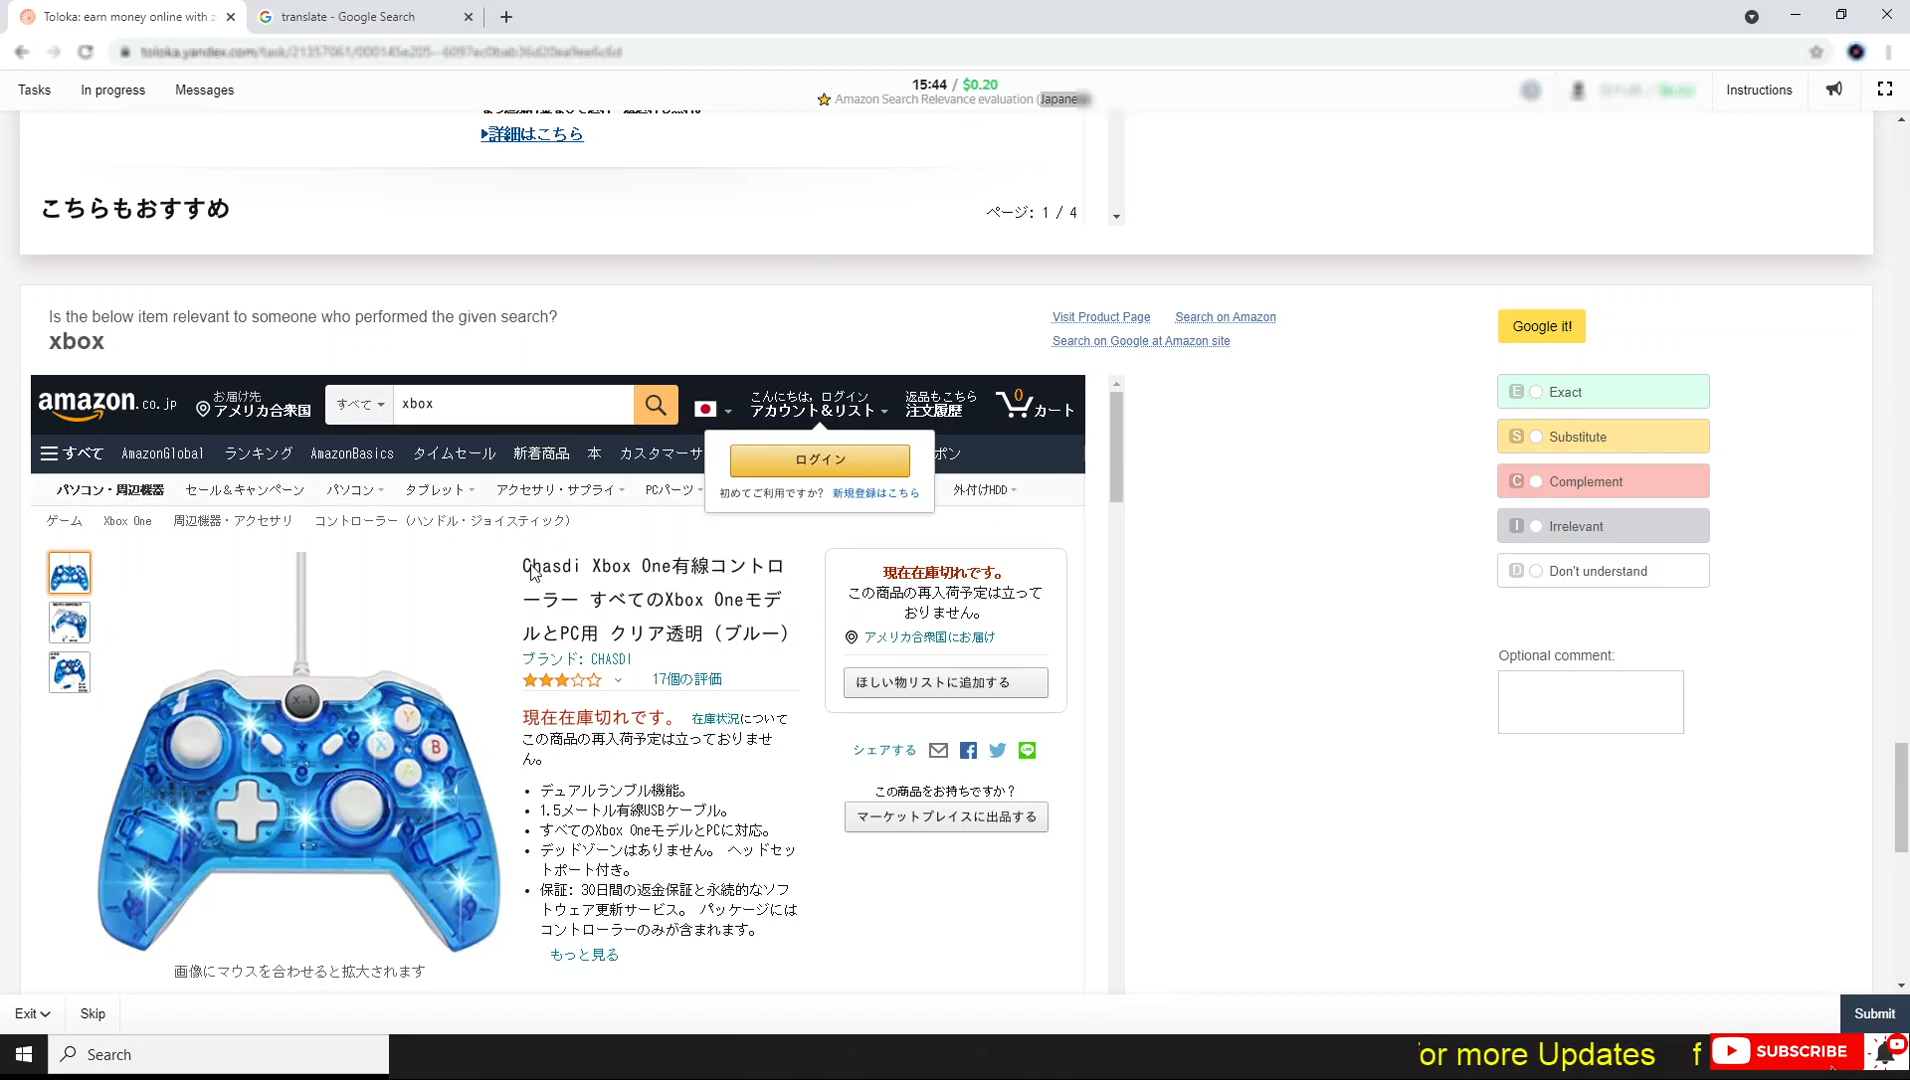 Toloka: earn money online with z
translate - Google Search
Tasks
In progress
Messages
15:44 / $0.20
Amazon Search Relevance evaluation (Japane
Instructions
▶詳細はこちら
こちらもおすすめ
ページ: 1 / 4
Is the below item relevant to someone who performed the given search?
xbox
Visit Product Page
Search on Amazon
Search on Google at Amazon site
Google it!
E Exact
S Substitute
C Complement
I Irrelevant
D Don't understand
Optional comment:
amazon.co.jp
お届け先
アメリカ合衆国
すべて
xbox
こんにちは, ログイン
アカウント&リスト
返品もこちら
注文履歴
0
カート
すべて
AmazonGlobal
ランキング
AmazonBasics
タイムセール
新着商品
本
カスタマーサ
ポン
ログイン
初めてご利用ですか? 新規登録はこちら
パソコン・周辺機器
セール&キャンペーン
パソコン
タブレット
アクセサリ・サプライ
PCパーツ
外付けHDD
ゲーム
Xbox One
周辺機器・アクセサリ
コントローラー (ハンドル・ジョイスティック)
Chasdi Xbox One有線コントロ
ーラー すべてのXbox Oneモデ
ルとPC用 クリア透明 (ブルー)
ブランド: CHASDI
17個の評価
現在在庫切れです。 在庫状況について
この商品の再入荷予定は立っておりませ
ん。
• デュアルランブル機能。
• 1.5メートル有線USBケーブル。
• すべてのXbox OneモデルとPCに対応。
• デッドゾーンはありません。 ヘッドセッ
トポート付き。
• 保証: 30日間の返金保証と永続的なソフ
トウェア更新サービス。 パッケージには
コントローラーのみが含まれます。
もっと見る
現在在庫切れです。
この商品の再入荷予定は立って
おりません。
アメリカ合衆国にお届け
ほしい物リストに追加する
シェアする
この商品をお持ちですか?
マーケットプレイスに出品する
X-1
Y
X
B
A
画像にマウスを合わせると拡大されます
Exit
Skip
Submit
Search
or more Updates
f
SUBSCRIBE